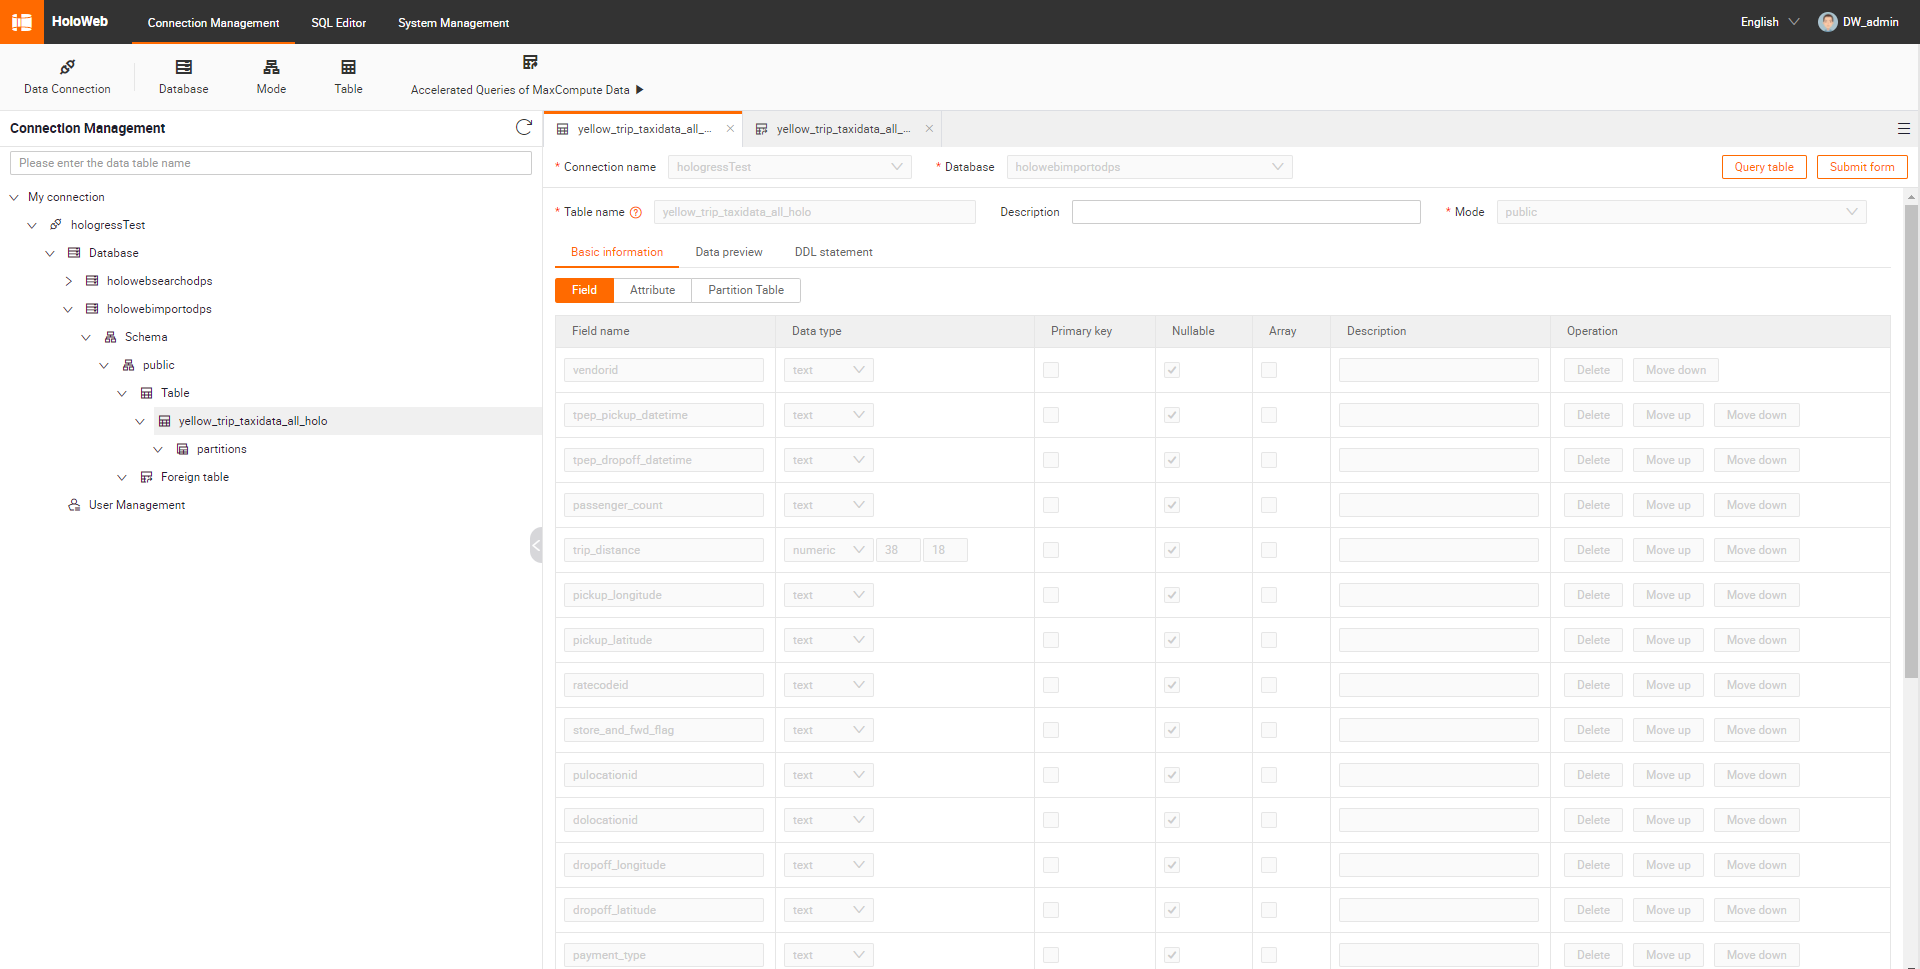 HoloWeb Connection Management SQL Editor System Management English DW_admin
Data Connection Database Mode Table Accelerated Queries of MaxCompute Data
Connection Management
Please enter the data table name
My connection
hologressTest
Database
holowebsearchodps
holowebimportodps
Schema
public
Table
yellow_trip_taxidata_all_holo
partitions
Foreign table
User Management
yellow_trip_taxidata_all_... yellow_trip_taxidata_all_...
* Connection name hologressTest * Database holowebimportodps Query table Submit form
* Table name yellow_trip_taxidata_all_holo Description * Mode public
Basic information Data preview DDL statement
Field Attribute Partition Table
Field name Data type Primary key Nullable Array Description Operation
vendorid text Delete Move down
tpep_pickup_datetime text Delete Move up Move down
tpep_dropoff_datetime text Delete Move up Move down
passenger_count text Delete Move up Move down
trip_distance numeric 38 18 Delete Move up Move down
pickup_longitude text Delete Move up Move down
pickup_latitude text Delete Move up Move down
ratecodeid text Delete Move up Move down
store_and_fwd_flag text Delete Move up Move down
pulocationid text Delete Move up Move down
dolocationid text Delete Move up Move down
dropoff_longitude text Delete Move up Move down
dropoff_latitude text Delete Move up Move down
payment_type text Delete Move up Move down